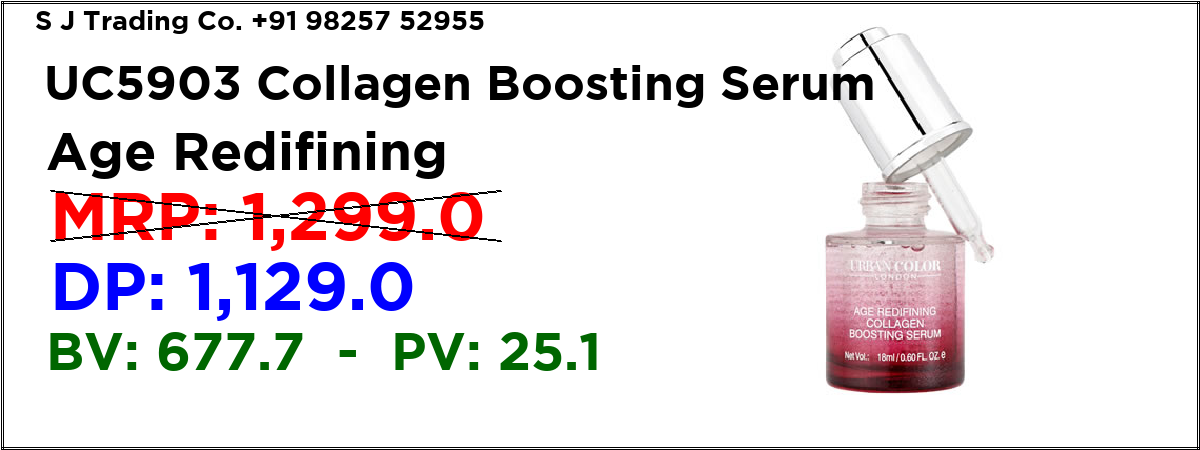 S J Trading Co. +91 98257 52955
UC5903 Collagen Boosting Serum
Age Redifining
MRP: 1,299.0
DP: 1,129.0
BV: 677.7 - PV: 25.1
URBAN COLOR
LONDON
AGE REDIFINING
COLLAGEN
BOOSTING SERUM
Net Vol.: 18ml / 0.60 FL. OZ. e